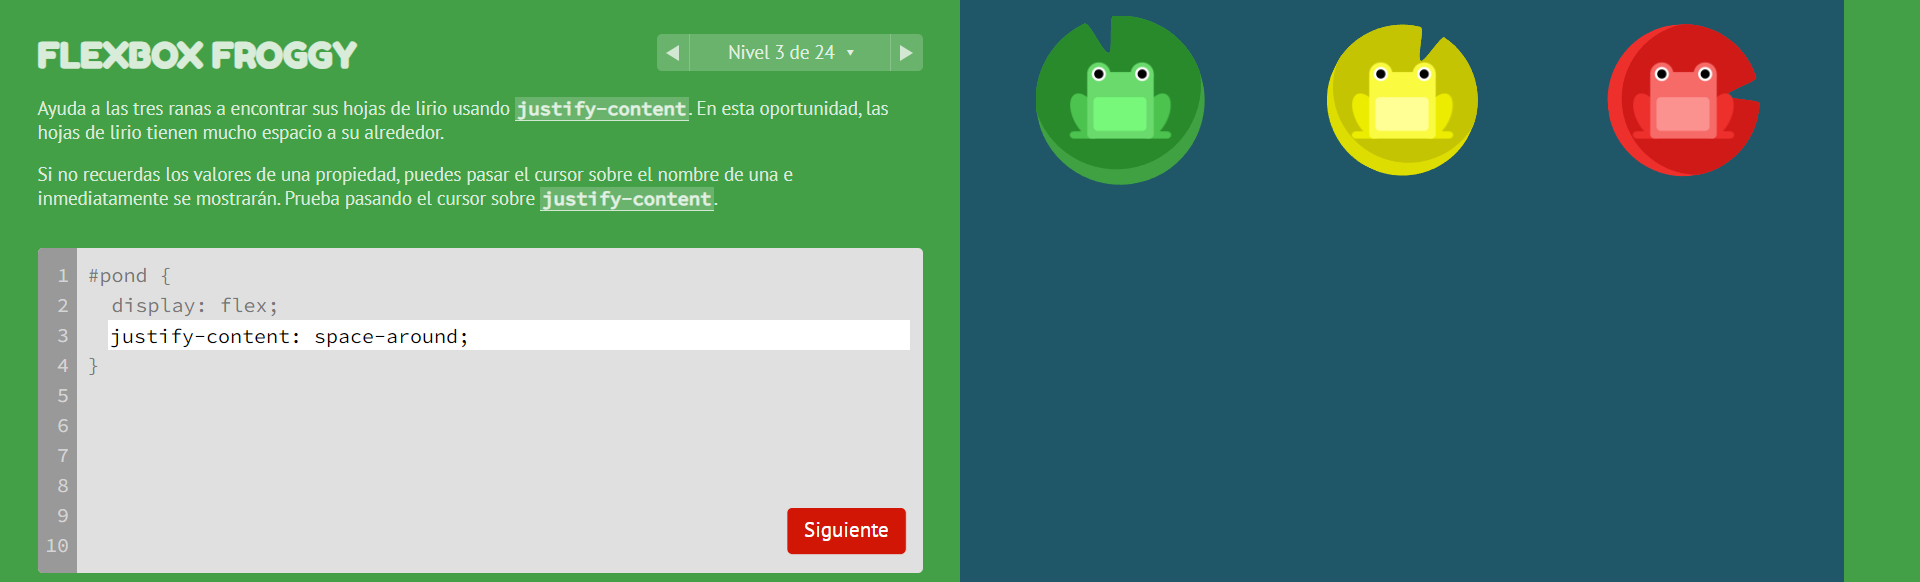 FLEXBOX FROGGY
Nivel 3 de 24
Ayuda a las tres ranas a encontrar sus hojas de lirio usando justify-content. En esta oportunidad, las
hojas de lirio tienen mucho espacio a su alrededor.
Si no recuerdas los valores de una propiedad, puedes pasar el cursor sobre el nombre de una e
inmediatamente se mostrarán. Prueba pasando el cursor sobre justify-content.
1 #pond {
2 display: flex;
3 justify-content: space-around;
4 }
5
6
7
8
9
10
Siguiente